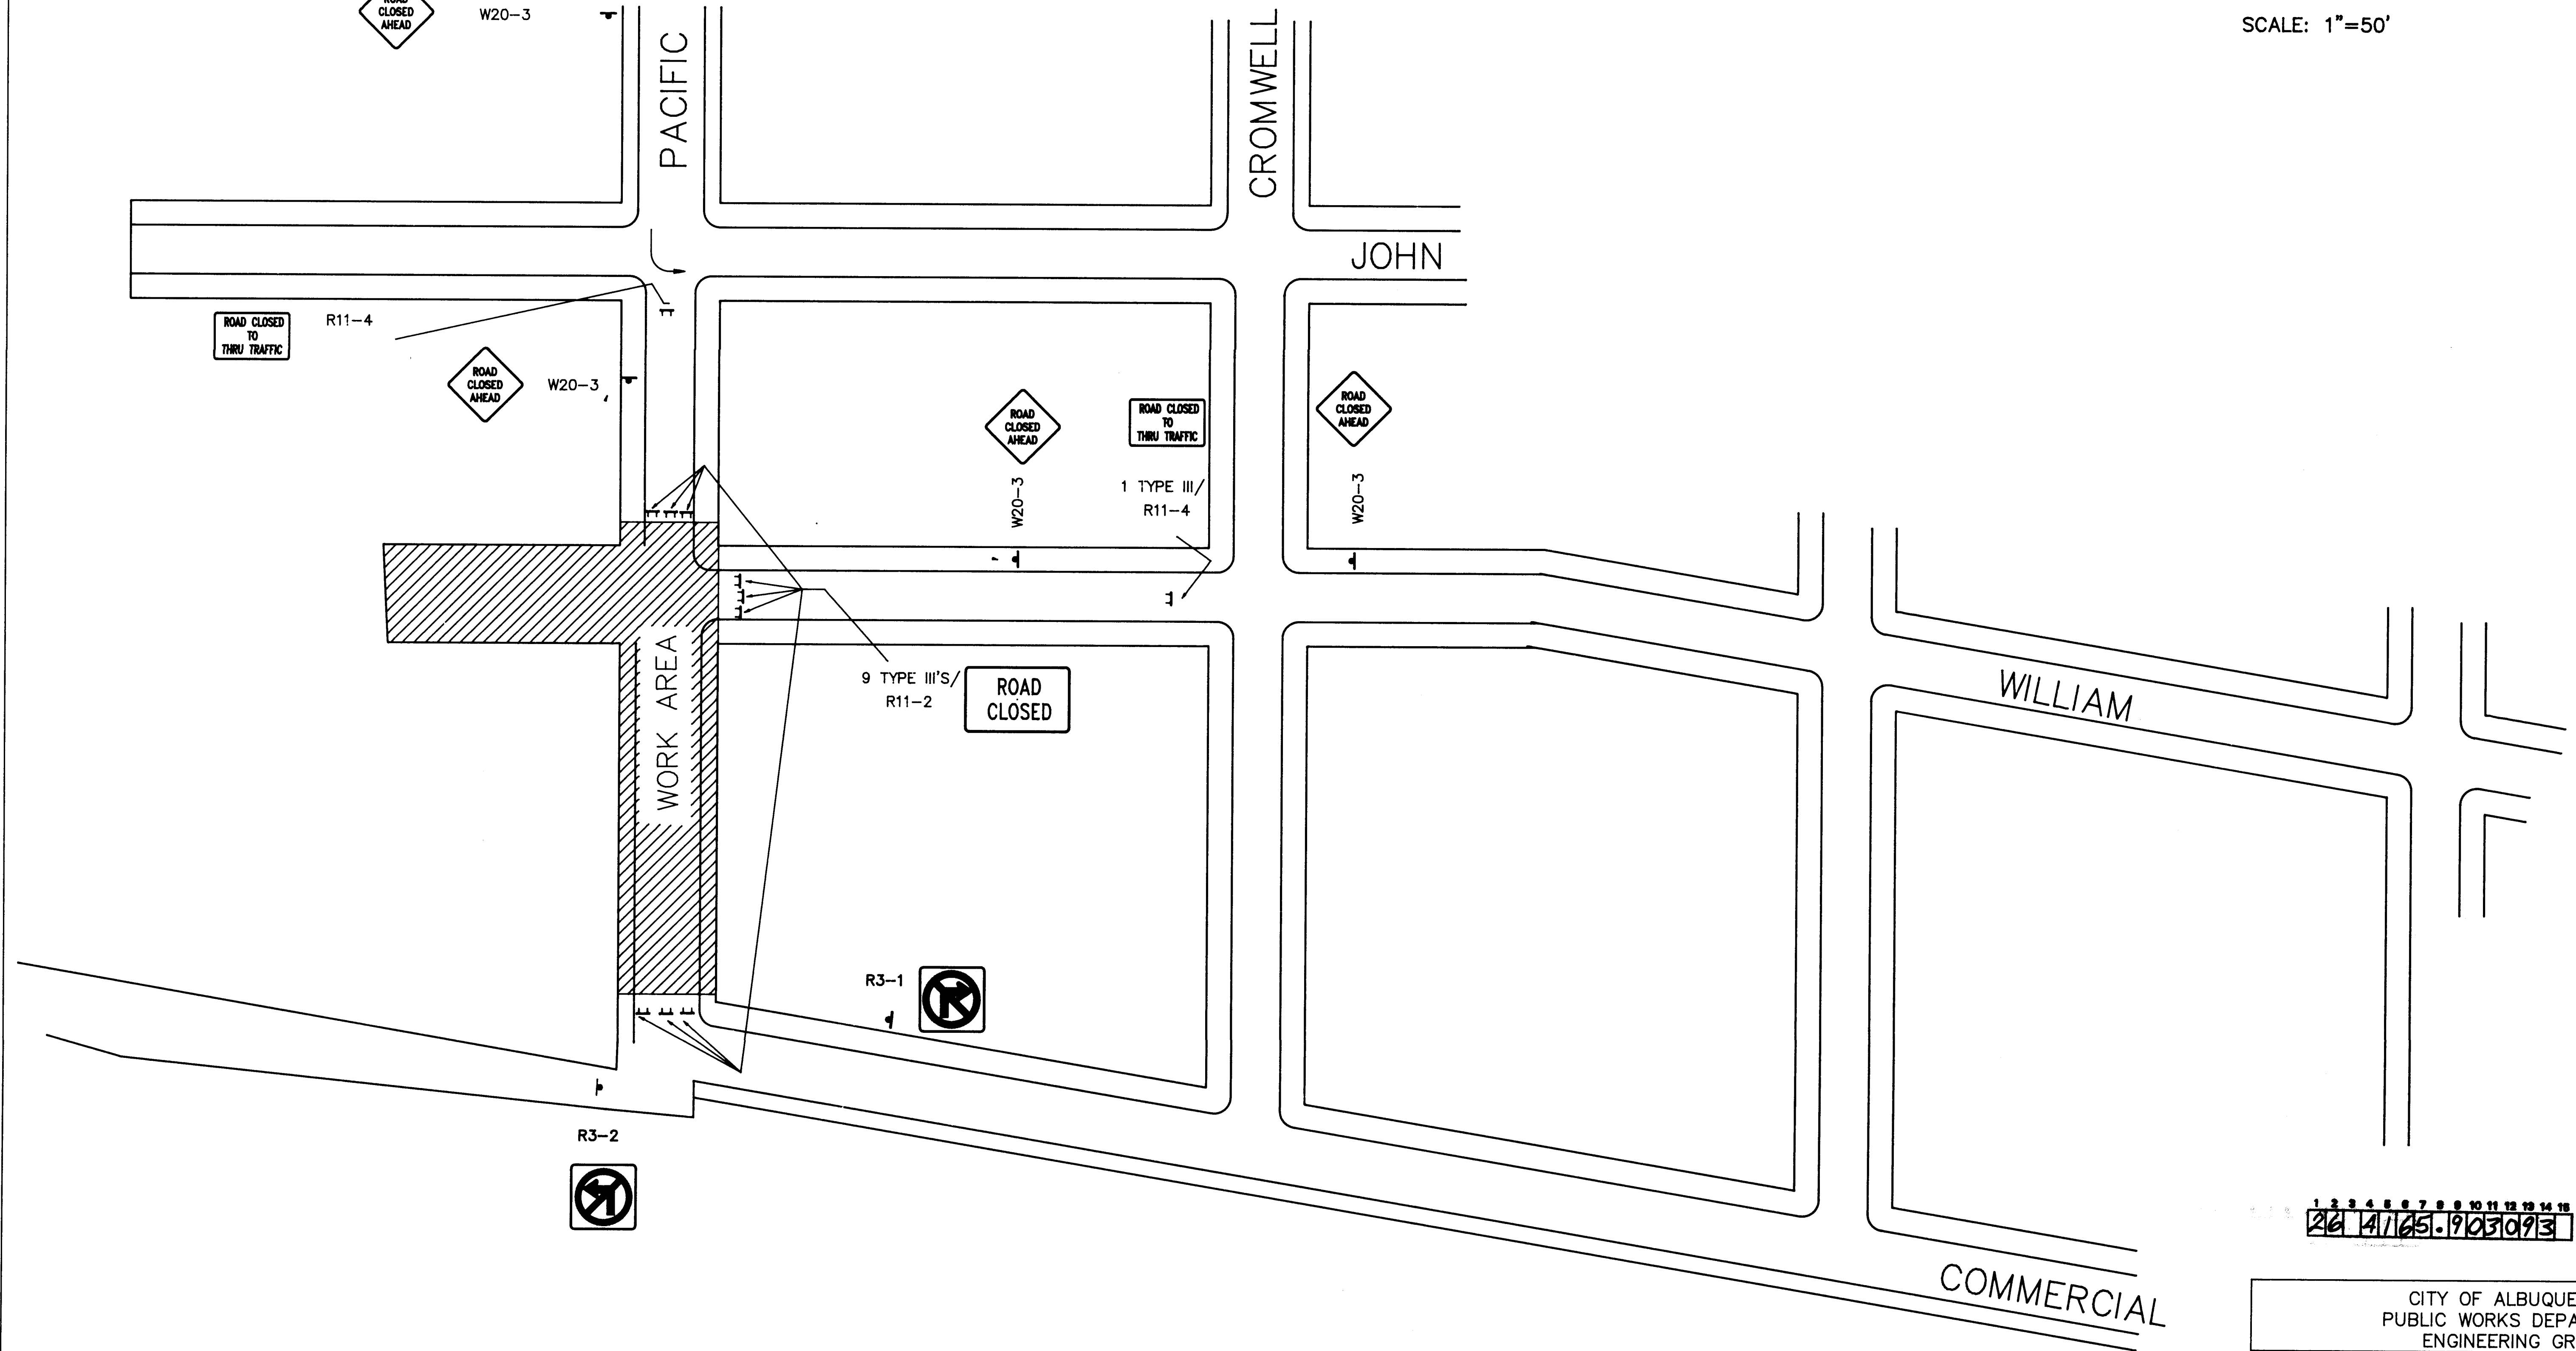 ROAD
CLOSED
AHEAD
W20-3
PACIFIC
CROMWELL
SCALE: 1"=50'
JOHN
ROAD CLOSED
TO
THRU TRAFFIC
R11-4
ROAD
CLOSED
AHEAD
W20-3
ROAD
CLOSED
AHEAD
W20-3
ROAD CLOSED
TO
THRU TRAFFIC
1 TYPE III/
R11-4
ROAD
CLOSED
AHEAD
W20-3
WORK AREA
9 TYPE III'S/
R11-2
ROAD
CLOSED
WILLIAM
R3-1
R3-2
1 2 3 4 5 6 7 8 9 10 11 12 13 14 15
26 4165.903093
COMMERCIAL
CITY OF ALBUQUE
PUBLIC WORKS DEPA
ENGINEERING GR